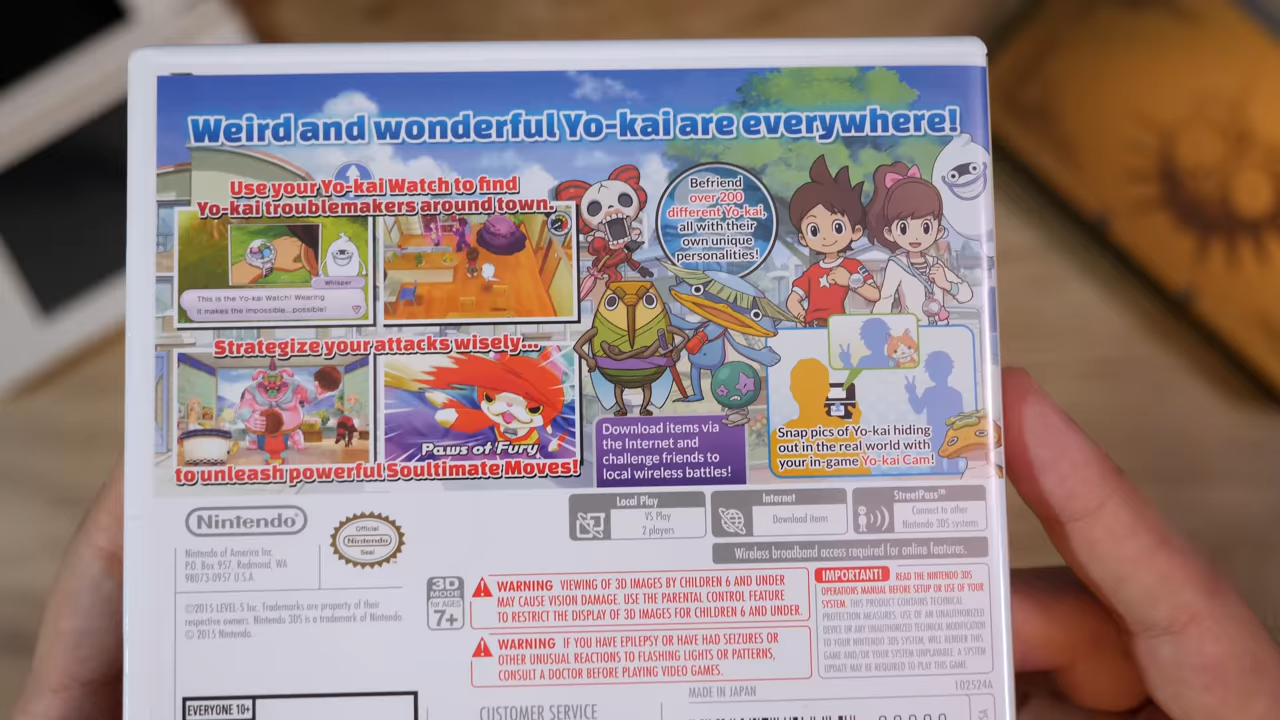 Weird and wonderful Yo-kai are everywhere!
Use your Yo-kai Watch to find
Yo-kai troublemakers around town.
Whisper
This is the Yo-kai Watch! Wearing
it makes the impossible...possible!
Befriend
over 200
different Yo-kai,
all with their
own unique
personalities!
Strategize your attacks wisely...
Paws of Fury
to unleash powerful Soultimate Moves!
Download items via
the Internet and
challenge friends to
local wireless battles!
Snap pics of Yo-kai hiding
out in the real world with
your in-game Yo-kai Cam!
Nintendo
Official
Nintendo
Seal
Nintendo of America Inc.
P.O. Box 957, Redmond, WA
98073-0957 U.S.A.
©2015 LEVEL-5 Inc. Trademarks are property of their
respective owners. Nintendo 3DS is a trademark of Nintendo.
© 2015 Nintendo.
Local Play
VS Play
2 players
Internet
Download items
StreetPass™
Connect to other
Nintendo 3DS systems
Wireless broadband access required for online features.
3D
MODE
for AGES
7+
WARNING VIEWING OF 3D IMAGES BY CHILDREN 6 AND UNDER
MAY CAUSE VISION DAMAGE. USE THE PARENTAL CONTROL FEATURE
TO RESTRICT THE DISPLAY OF 3D IMAGES FOR CHILDREN 6 AND UNDER.
WARNING IF YOU HAVE EPILEPSY OR HAVE HAD SEIZURES OR
OTHER UNUSUAL REACTIONS TO FLASHING LIGHTS OR PATTERNS,
CONSULT A DOCTOR BEFORE PLAYING VIDEO GAMES.
IMPORTANT! READ THE NINTENDO 3DS
OPERATIONS MANUAL BEFORE SETUP OR USE OF YOUR
SYSTEM. THIS PRODUCT CONTAINS TECHNICAL
PROTECTION MEASURES. USE OF AN UNAUTHORIZED
DEVICE OR ANY UNAUTHORIZED TECHNICAL MODIFICATION
TO YOUR NINTENDO 3DS SYSTEM, WILL RENDER THIS
GAME AND/OR YOUR SYSTEM UNPLAYABLE. A SYSTEM
UPDATE MAY BE REQUIRED TO PLAY THIS GAME.
MADE IN JAPAN
102524A
EVERYONE 10+
CUSTOMER SERVICE